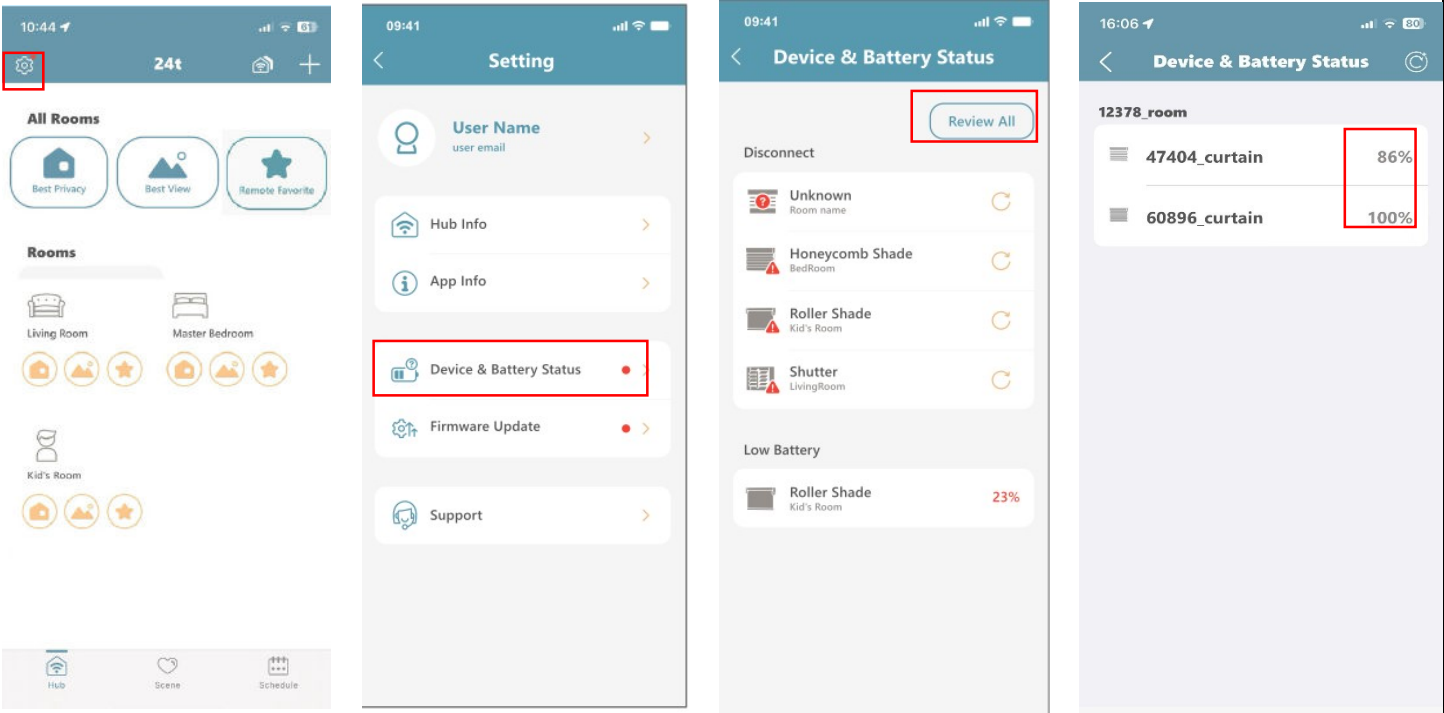 10:44
61
24t
All Rooms
Best Privacy
Best View
Remote Favorite
Rooms
Living Room
Master Bedroom
Kid's Room
Hub
Scene
Schedule
09:41
Setting
User Name
user email
Hub Info
App Info
Device & Battery Status
Firmware Update
Support
09:41
Device & Battery Status
Review All
Disconnect
Unknown
Room name
Honeycomb Shade
BedRoom
Roller Shade
Kid's Room
Shutter
LivingRoom
Low Battery
Roller Shade
Kid's Room
23%
16:06
80
Device & Battery Status
12378_room
47404_curtain
86%
60896_curtain
100%